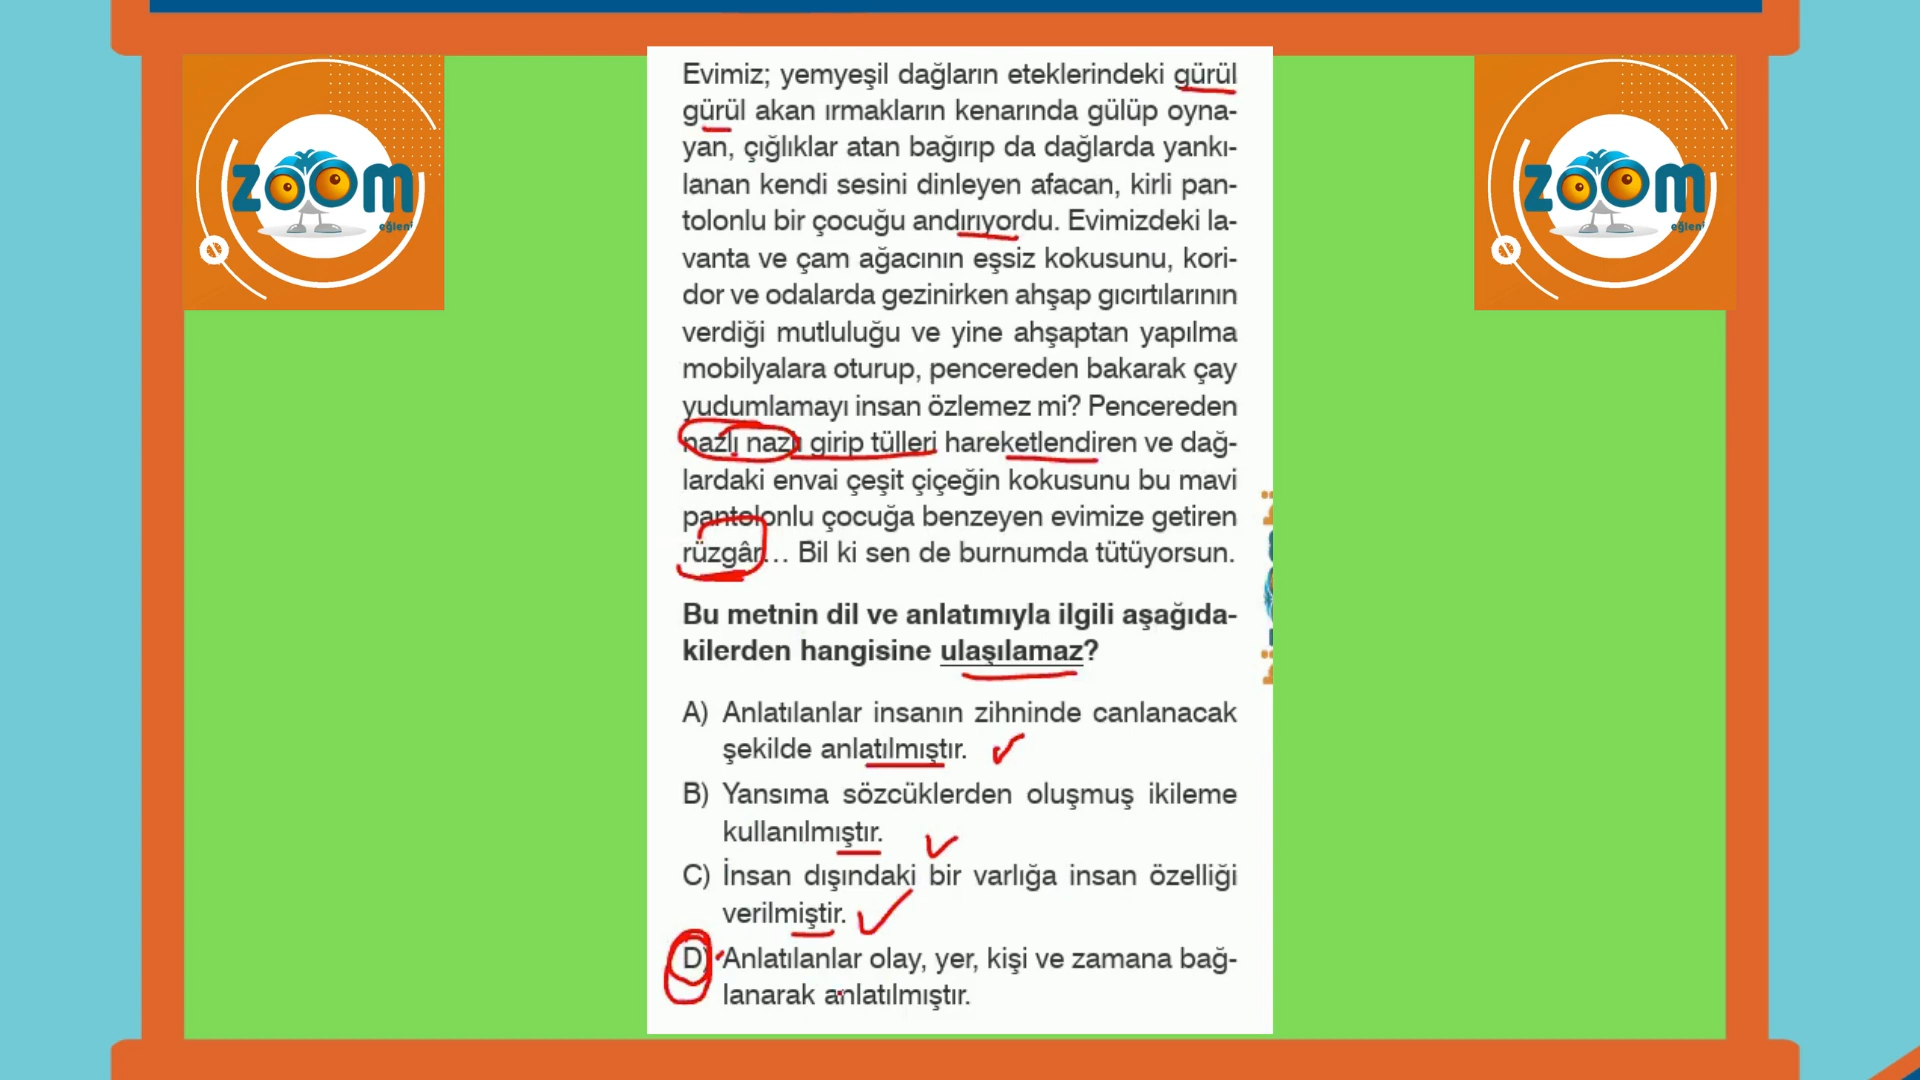 zoom
eğleni
zoom
eğleni
Evimiz; yemyeşil dağların eteklerindeki gürül
gürül akan ırmakların kenarında gülüp oyna-
yan, çığlıklar atan bağırıp da dağlarda yankı-
lanan kendi sesini dinleyen afacan, kirli pan-
tolonlu bir çocuğu andırıyordu. Evimizdeki la-
vanta ve çam ağacının eşsiz kokusunu, kori-
dor ve odalarda gezinirken ahşap gıcırtılarının
verdiği mutluluğu ve yine ahşaptan yapılma
mobilyalara oturup, pencereden bakarak çay
yudumlamayı insan özlemez mi? Pencereden
nazlı nazlı girip tülleri hareketlendiren ve dağ-
lardaki envai çeşit çiçeğin kokusunu bu mavi
pantolonlu çocuğa benzeyen evimize getiren
rüzgâr... Bil ki sen de burnumda tütüyorsun.
Bu metnin dil ve anlatımıyla ilgili aşağıda-
kilerden hangisine ulaşılamaz?
A) Anlatılanlar insanın zihninde canlanacak
şekilde anlatılmıştır.
B) Yansıma sözcüklerden oluşmuş ikileme
kullanılmıştır.
C) İnsan dışındaki bir varlığa insan özelliği
verilmiştir.
D) Anlatılanlar olay, yer, kişi ve zamana bağ-
lanarak anlatılmıştır.